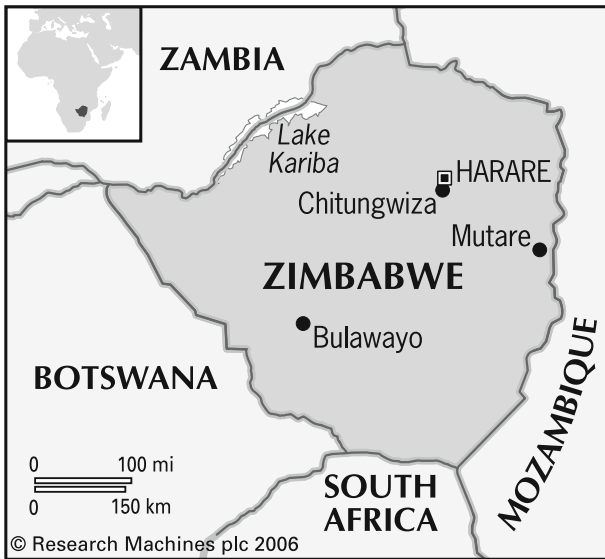 ZAMBIA
Lake
Kariba
HARARE
Chitungwiza
Mutare
ZIMBABWE
Bulawayo
BOTSWANA
MOZAMBIQUE
0 100 mi
0 150 km
SOUTH
AFRICA
© Research Machines plc 2006